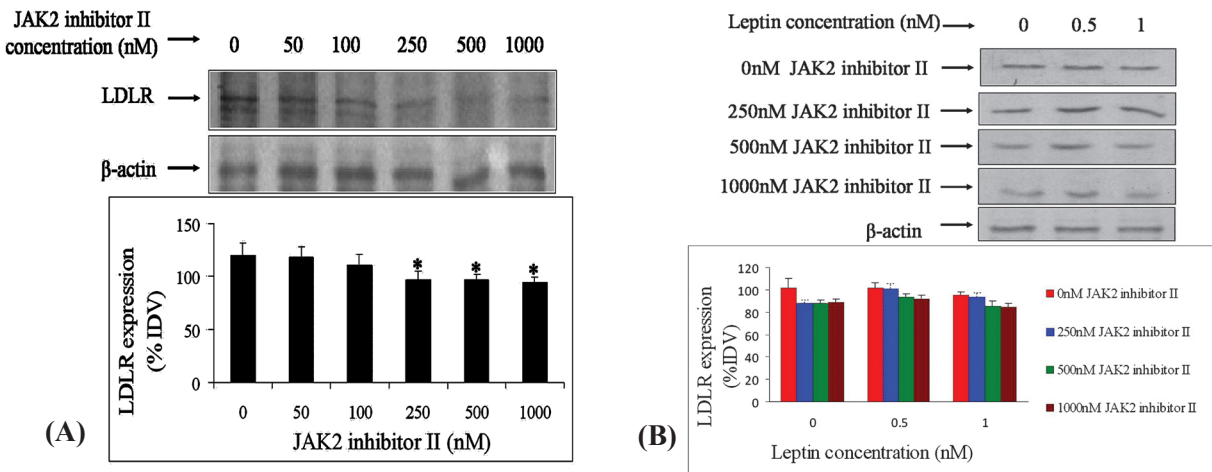 JAK2 inhibitor II
concentration (nM)
0 50 100 250 500 1000
LDLR
β-actin
LDLR expression
(% IDV)
150
100
50
0
* * *
0 50 100 250 500 1000
JAK2 inhibitor II (nM)
(A)
Leptin concentration (nM)
0 0.5 1
0nM JAK2 inhibitor II
250nM JAK2 inhibitor II
500nM JAK2 inhibitor II
1000nM JAK2 inhibitor II
β-actin
LDLR expression
(%IDV)
120
100
80
60
40
20
0
0 0.5 1
Leptin concentration (nM)
0nM JAK2 inhibitor II
250nM JAK2 inhibitor II
500nM JAK2 inhibitor II
1000nM JAK2 inhibitor II
(B)